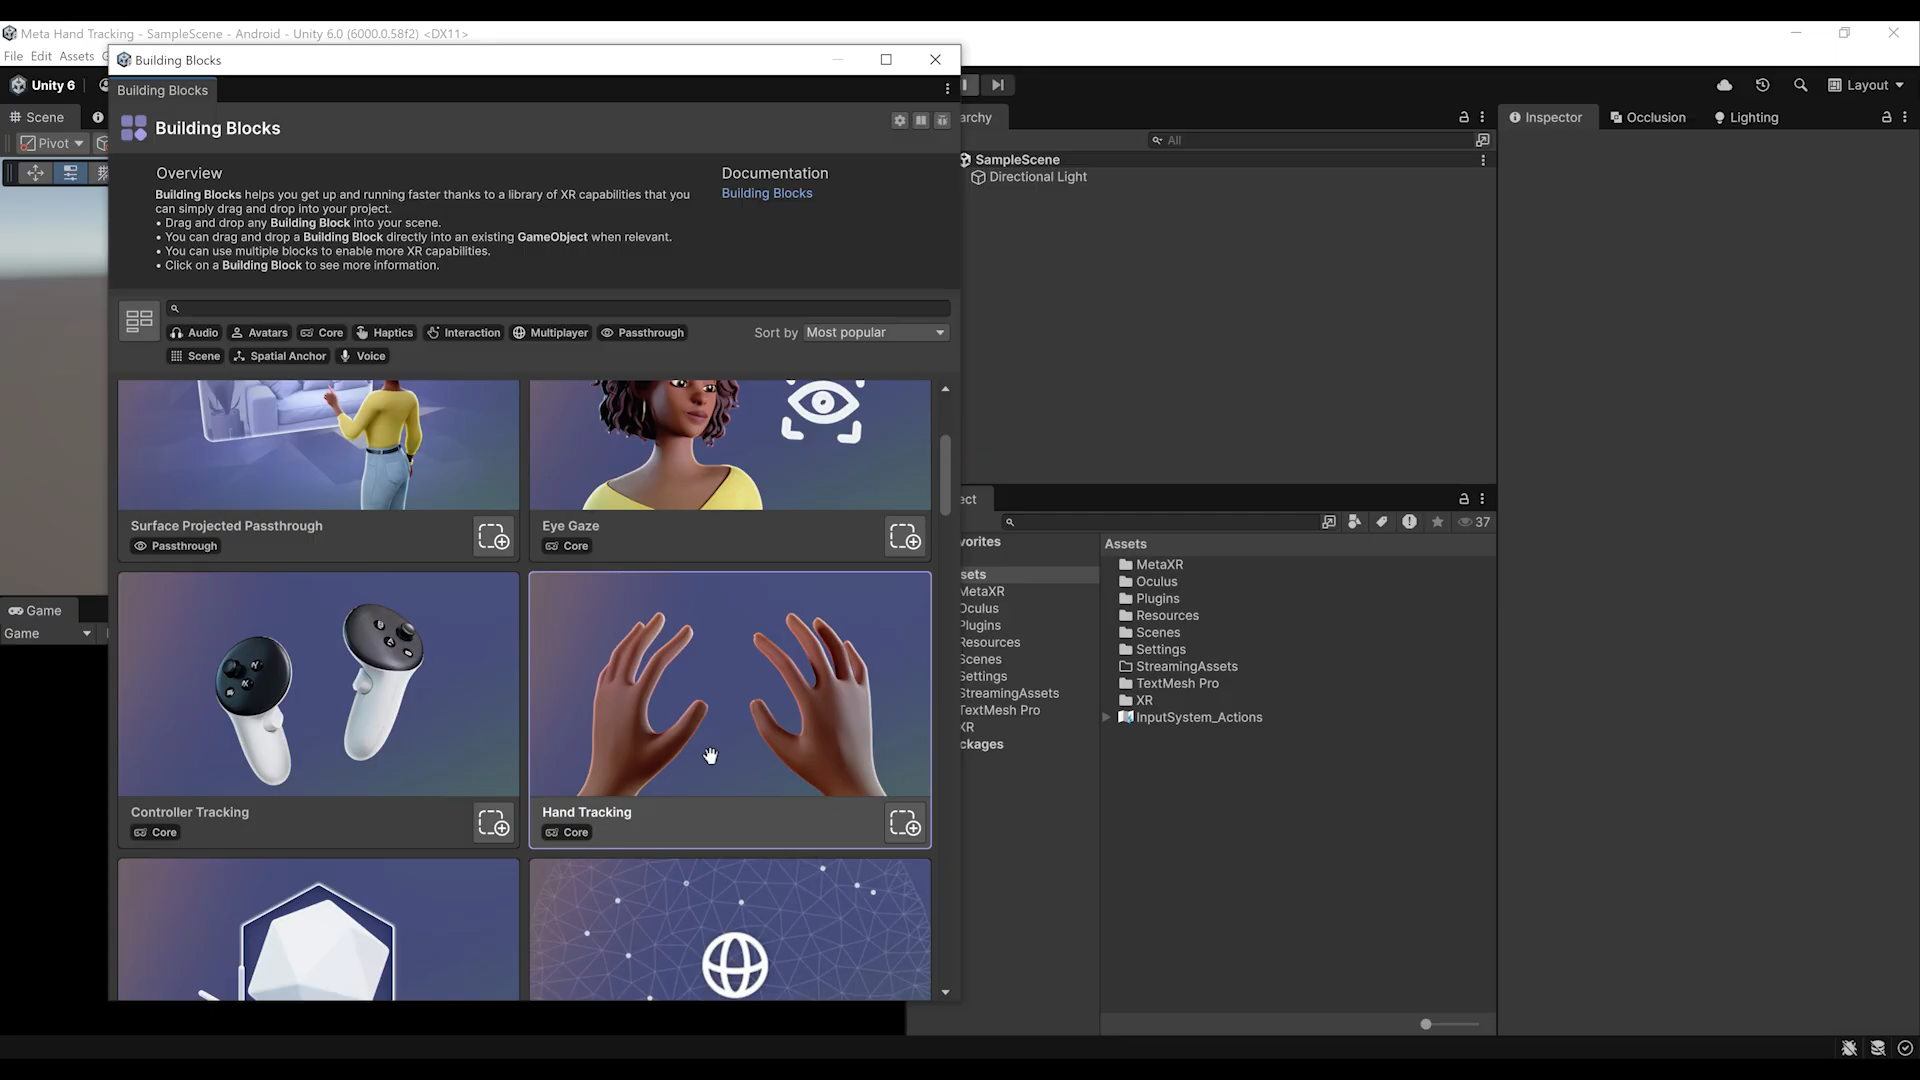 Meta Hand Tracking - SampleScene - Android - Unity 6.0 (6000.0.58f2) <DX11>
File Edit Assets
Building Blocks
Unity 6
Layout
Building Blocks
Scene
Inspector
Occlusion
Lighting
Building Blocks
Pivot
All
SampleScene
Directional Light
Overview
Documentation
Building Blocks helps you get up and running faster thanks to a library of XR capabilities that you
can simply drag and drop into your project.
Building Blocks
• Drag and drop any Building Block into your scene.
• You can drag and drop a Building Block directly into an existing GameObject when relevant.
• You can use multiple blocks to enable more XR capabilities.
• Click on a Building Block to see more information.
Audio Avatars Core Haptics Interaction Multiplayer Passthrough
Sort by Most popular
Scene Spatial Anchor Voice
Surface Projected Passthrough
Passthrough
Eye Gaze
Core
Controller Tracking
Core
Hand Tracking
Core
Game
Game
37
vorites
sets
MetaXR
Oculus
Plugins
Resources
Scenes
Settings
StreamingAssets
TextMesh Pro
XR
ckages
Assets
MetaXR
Oculus
Plugins
Resources
Scenes
Settings
StreamingAssets
TextMesh Pro
XR
InputSystem_Actions